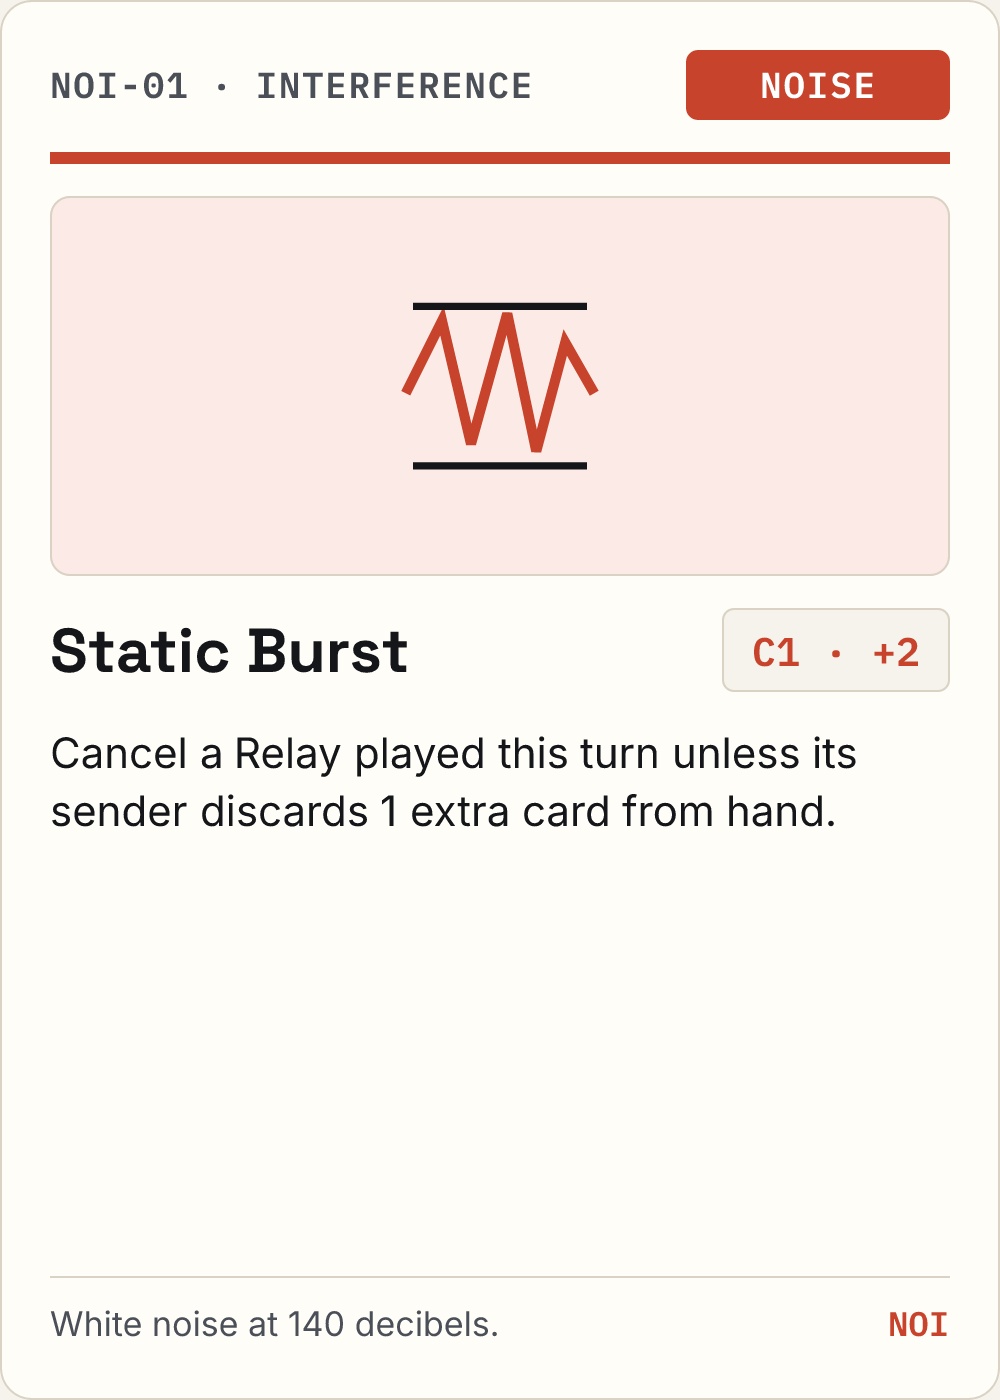 NOI-01 · INTERFERENCE
NOISE
Static Burst
C1 · +2
Cancel a Relay played this turn unless its
sender discards 1 extra card from hand.
White noise at 140 decibels.
NOI